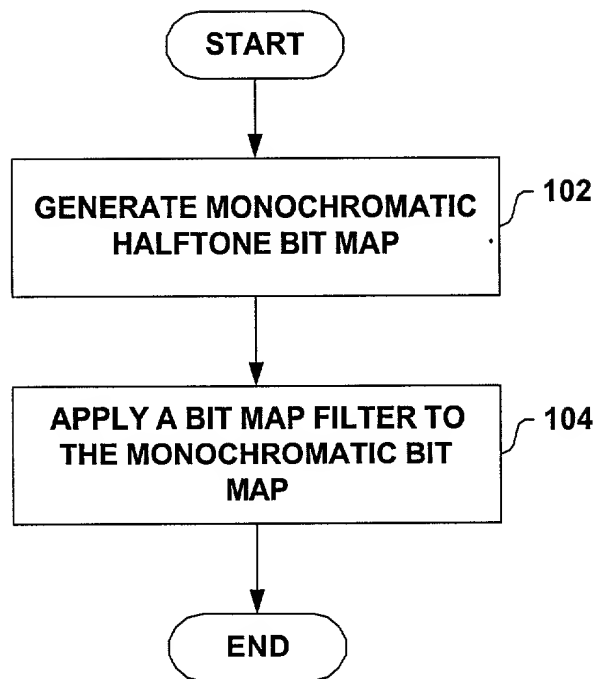 START
GENERATE MONOCHROMATIC
HALFTONE BIT MAP
102
APPLY A BIT MAP FILTER TO
THE MONOCHROMATIC BIT
MAP
104
END